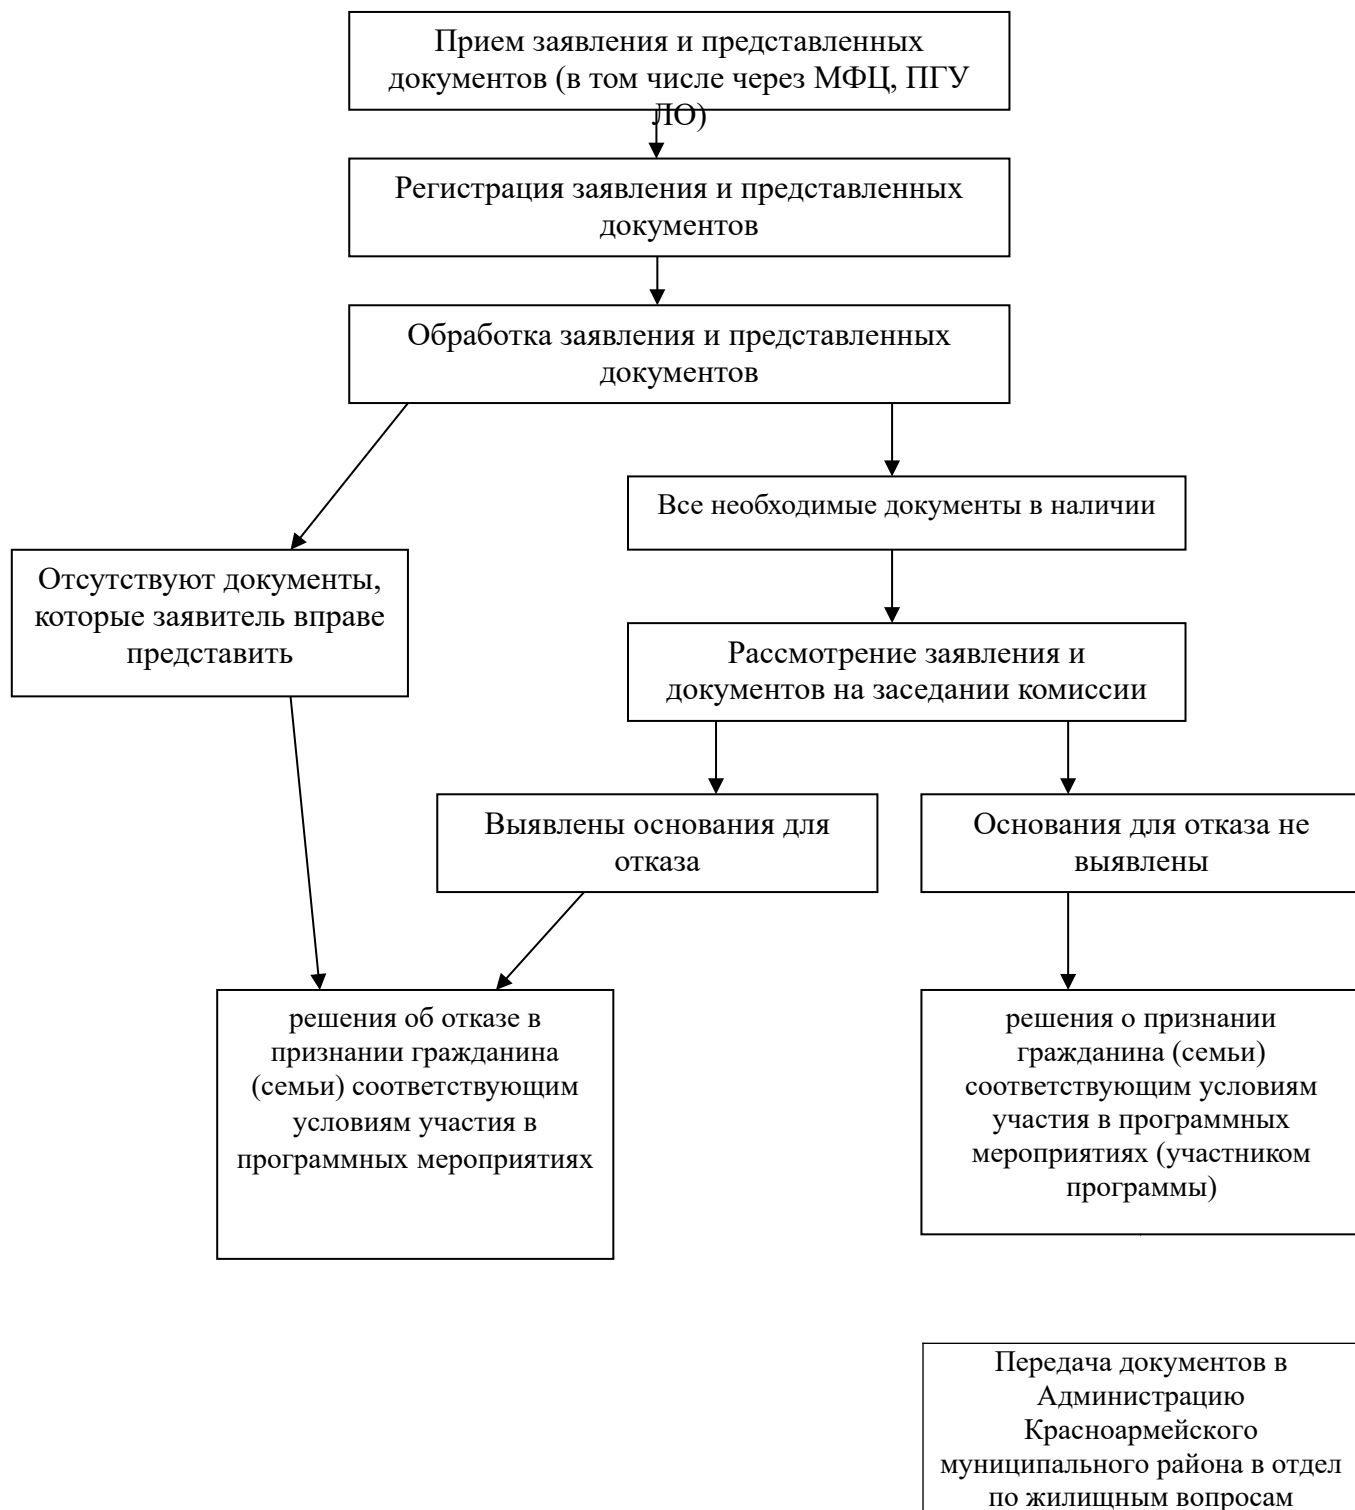 Прием заявления и представленных
документов (в том числе через МФЦ, ПГУ
ЛО)
Регистрация заявления и представленных
документов
Обработка заявления и представленных
документов
Все необходимые документы в наличии
Отсутствуют документы,
которые заявитель вправе
представить
Рассмотрение заявления и
документов на заседании комиссии
Выявлены основания для
отказа
Основания для отказа не
выявлены
решения об отказе в
признании гражданина
(семьи) соответствующим
условиям участия в
программных мероприятиях
решения о признании
гражданина (семьи)
соответствующим условиям
участия в программных
мероприятиях (участником
программы)
Передача документов в
Администрацию
Красноармейского
муниципального района в отдел
по жилищным вопросам